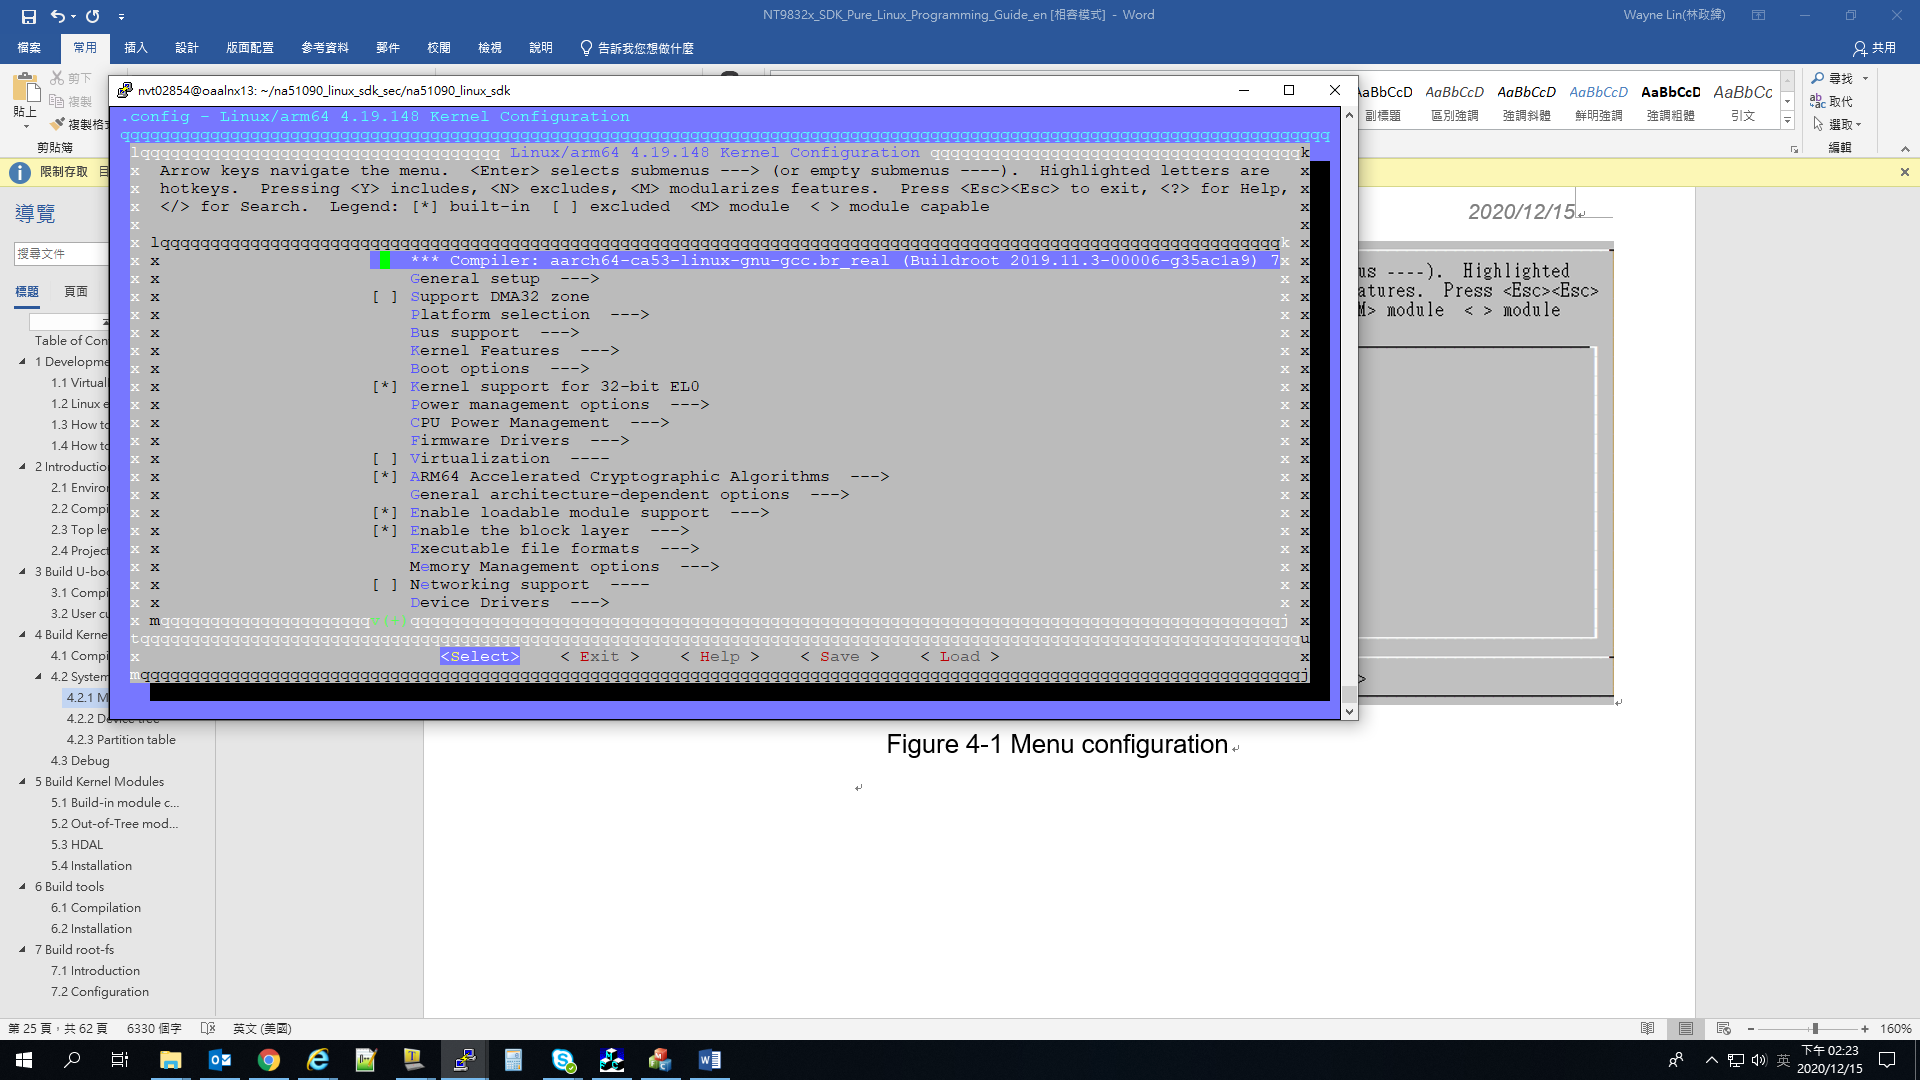 NT9832x_SDK_Pure_Linux_Programming_Guide_en [相容模式] - Word
Wayne Lin(林政緯)
檔案 常用 插入 設計 版面配置 參考資料 郵件 校閱 檢視 說明 告訴我您想做什麼 共用
貼上
剪下
複製
複製格式
剪貼簿
AaBbCcD AaBbCcD AaBbCcD AaBbCcD AaBbCcD AaBbCc
副標題 區別強調 強調斜體 鮮明強調 強調粗體 引文
尋找
取代
選取
編輯
限制存取
導覽
搜尋文件
標題 頁面
Table of Con
1 Developme
1.1 Virtuali
1.2 Linux e
1.3 How to
1.4 How to
2 Introduction
2.1 Enviror
2.2 Compi
2.3 Top lev
2.4 Project
3 Build U-boo
3.1 Compi
3.2 User cu
4 Build Kerne
4.1 Compi
4.2 System
4.2.1 M
4.2.2 Device tree
4.2.3 Partition table
4.3 Debug
5 Build Kernel Modules
5.1 Build-in module c...
5.2 Out-of-Tree mod...
5.3 HDAL
5.4 Installation
6 Build tools
6.1 Compilation
6.2 Installation
7 Build root-fs
7.1 Introduction
7.2 Configuration
nvt02854@oaalnx13: ~/na51090_linux_sdk_sec/na51090_linux_sdk
.config - Linux/arm64 4.19.148 Kernel Configuration
Linux/arm64 4.19.148 Kernel Configuration
Arrow keys navigate the menu.  <Enter> selects submenus ---> (or empty submenus ----).  Highlighted letters are
hotkeys.  Pressing <Y> includes, <N> excludes, <M> modularizes features.  Press <Esc><Esc> to exit, <?> for Help,
</> for Search.  Legend: [*] built-in  [ ] excluded  <M> module  < > module capable
*** Compiler: aarch64-ca53-linux-gnu-gcc.br_real (Buildroot 2019.11.3-00006-g35ac1a9) 7
General setup  --->
[ ] Support DMA32 zone
Platform selection  --->
Bus support  --->
Kernel Features  --->
Boot options  --->
[*] Kernel support for 32-bit EL0
Power management options  --->
CPU Power Management  --->
Firmware Drivers  --->
[ ] Virtualization  ----
[*] ARM64 Accelerated Cryptographic Algorithms  --->
General architecture-dependent options  --->
[*] Enable loadable module support  --->
[*] Enable the block layer  --->
Executable file formats  --->
Memory Management options  --->
[ ] Networking support  ----
Device Drivers  --->
<Select>    < Exit >    < Help >    < Save >    < Load >
2020/12/15
us ----).  Highlighted
atures.  Press <Esc><Esc>
M> module  < > module
>
Figure 4-1 Menu configuration
第 25 頁，共 62 頁 6330 個字 英文 (美國)
160%
英
下午 02:23
2020/12/15